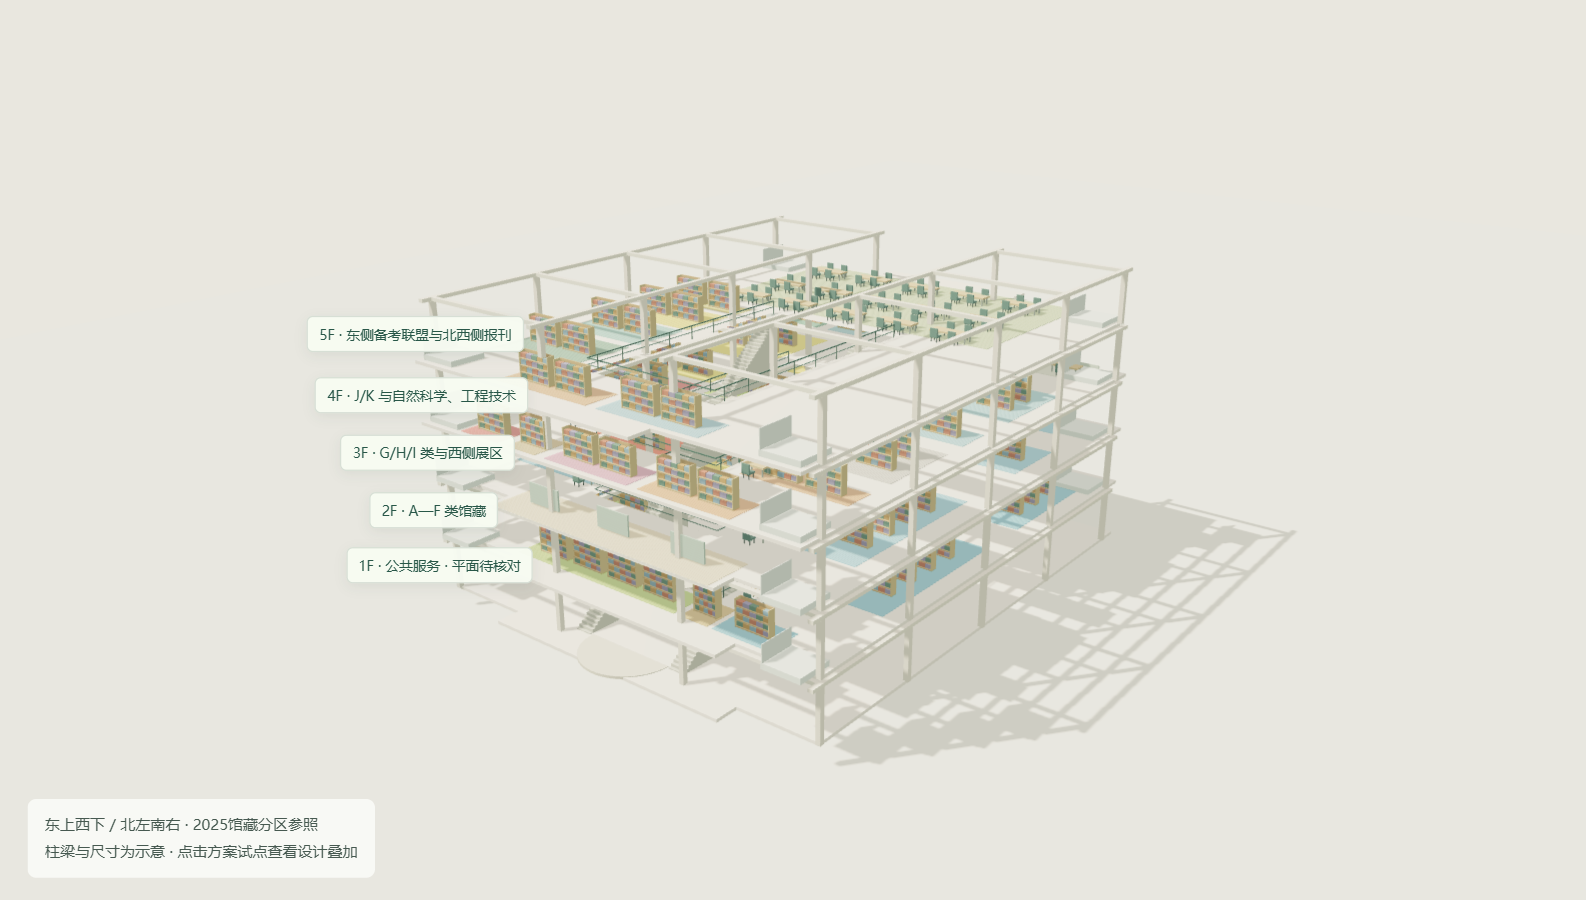 5F · 东侧备考联盟与北西侧报刊
4F · J/K 与自然科学、工程技术
3F · G/H/I 类与西侧展区
2F · A—F 类馆藏
1F · 公共服务 · 平面待核对
东上西下 / 北左南右 · 2025馆藏分区参照
柱梁与尺寸为示意 · 点击方案试点查看设计叠加